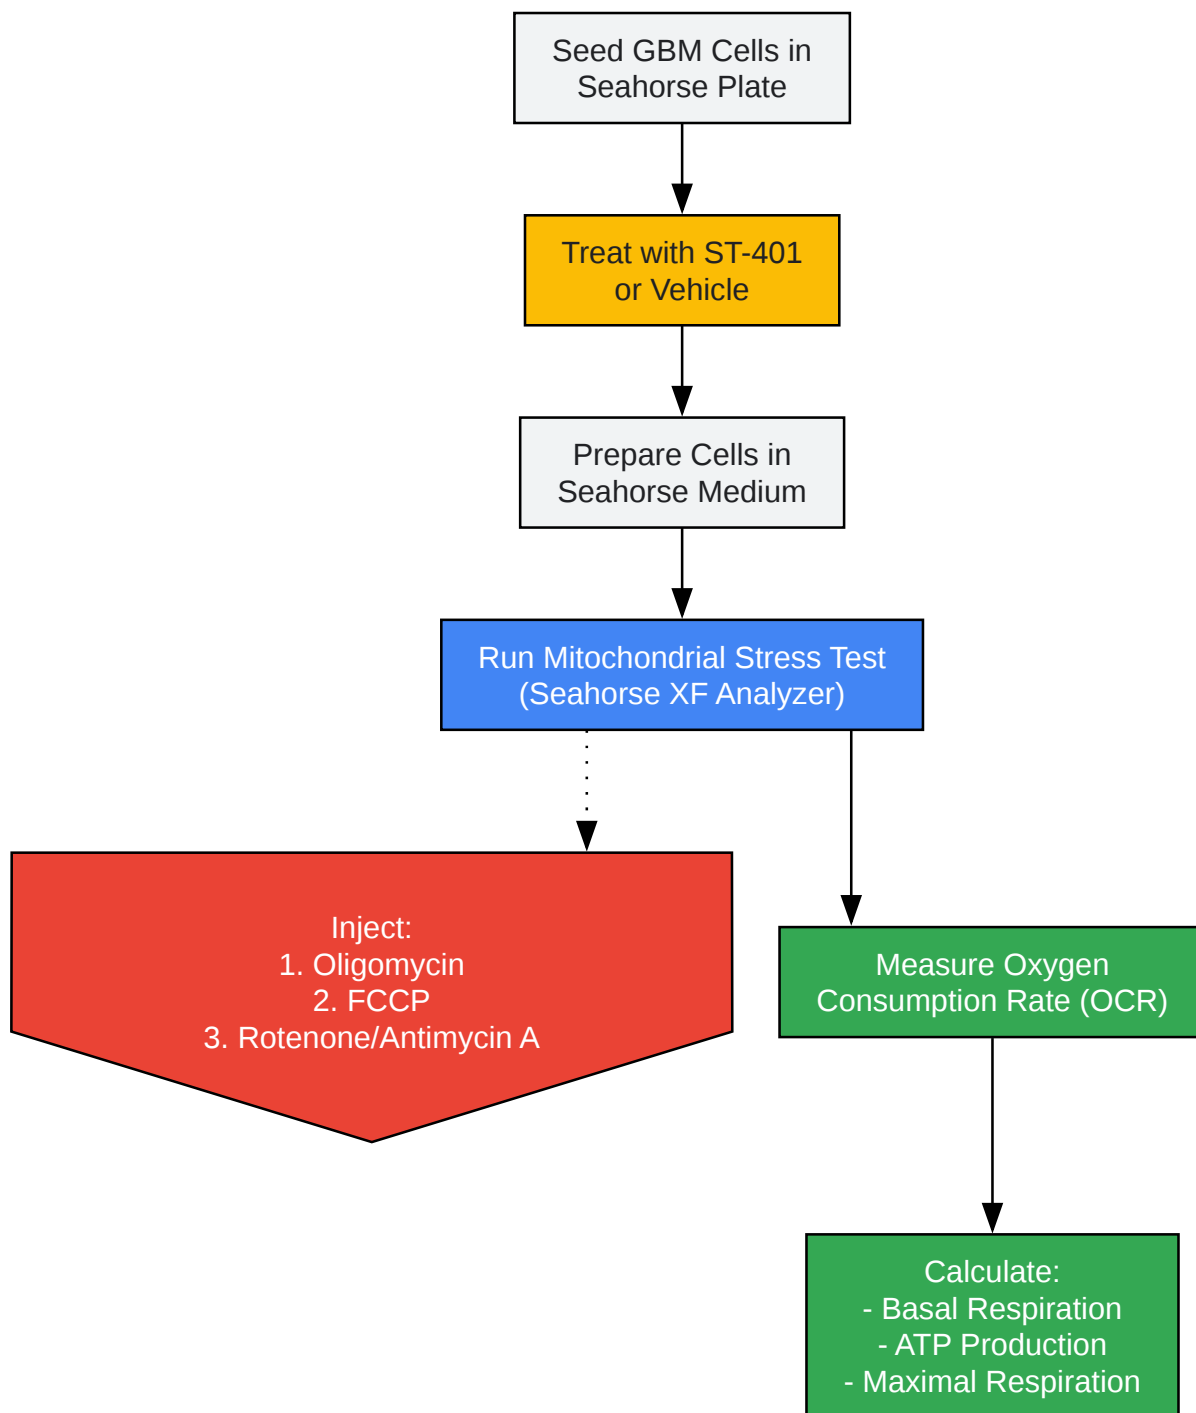 Seed GBM Cells in
Seahorse Plate
Treat with ST-401
or Vehicle
Prepare Cells in
Seahorse Medium
Run Mitochondrial Stress Test
(Seahorse XF Analyzer)
Inject:
1. Oligomycin
2. FCCP
3. Rotenone/Antimycin A
Measure Oxygen
Consumption Rate (OCR)
Calculate:
- Basal Respiration
- ATP Production
- Maximal Respiration